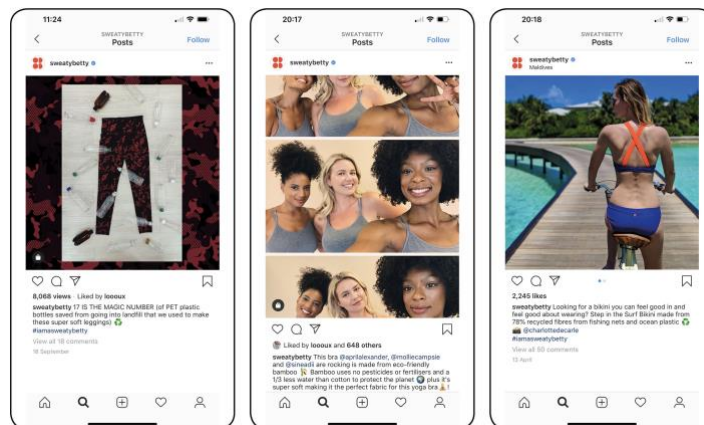 11:24
SWEATYBETTY
Posts
Follow
sweatybetty
8,068 views · Liked by loooux
sweatybetty 17 IS THE MAGIC NUMBER (of PET plastic
bottles saved from going into landfill that we used to make
these super soft leggings) ♻️
#iamasweatybetty
View all 18 comments
18 September
20:17
SWEATYBETTY
Posts
Follow
sweatybetty
Liked by loooux and 648 others
sweatybetty This bra @aprilalexander, @molliecampsie
and @sineadii are rocking is made from eco-friendly
bamboo Bamboo uses no pesticides or fertilisers and a
1/3 less water than cotton to protect the planet plus it's
super soft making it the perfect fabric for this yoga bra !
20:18
SWEATYBETTY
Posts
Follow
sweatybetty
Maldives
2,245 likes
sweatybetty Looking for a bikini you can feel good in and
feel good about wearing? Step in the Surf Bikini made from
78% recycled fibres from fishing nets and ocean plastic ♻️
@charlottedecarle
#iamasweatybetty
View all 50 comments
13 April